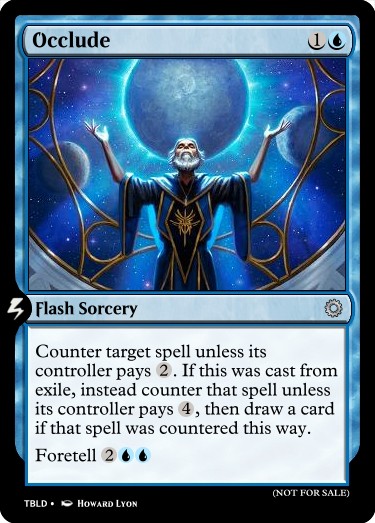 Occlude 1
Flash Sorcery
Counter target spell unless its
controller pays 2. If this was cast from
exile, instead counter that spell unless
its controller pays 4, then draw a card
if that spell was countered this way.
Foretell 2
TBLD • Howard Lyon (NOT FOR SALE)